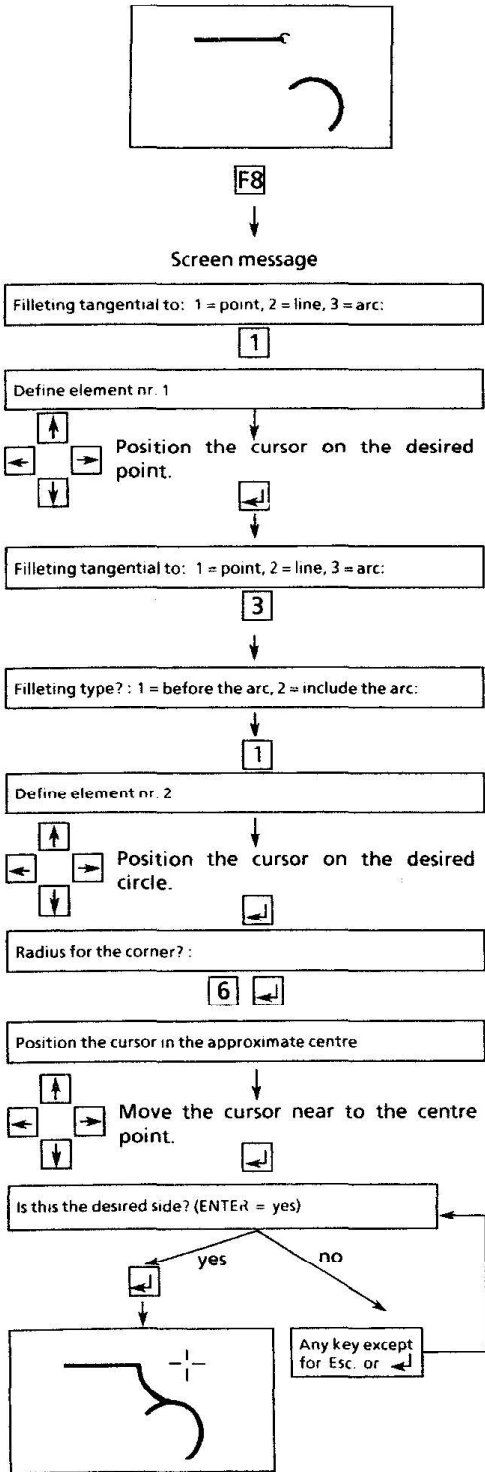 F8
Screen message
Filleting tangential to: 1 = point, 2 = line, 3 = arc:
1
Define element nr. 1
Position the cursor on the desired
point.
Filleting tangential to: 1 = point, 2 = line, 3 = arc:
3
Filleting type? : 1 = before the arc, 2 = include the arc:
1
Define element nr. 2
Position the cursor on the desired
circle.
Radius for the corner? :
6
Position the cursor in the approximate centre
Move the cursor near to the centre
point.
Is this the desired side? (ENTER = yes)
yes
no
Any key except
for Esc. or